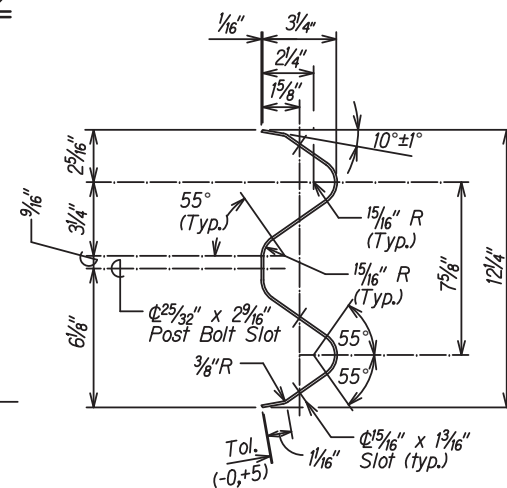 1/16"
3 1/4"
2 1/4"
1 5/8"
10°±1°
2 5/16"
9/16"
3 1/4"
55°
(Typ.)
15/16" R
(Typ.)
15/16" R
(Typ.)
7 5/8"
12 1/4"
6 1/8"
℄ 25/32" x 2 9/16"
Post Bolt Slot
55°
55°
3/8"R
℄ 15/16" x 1 3/16"
Slot (typ.)
Tol.
(-0,+5)
1 1/16"